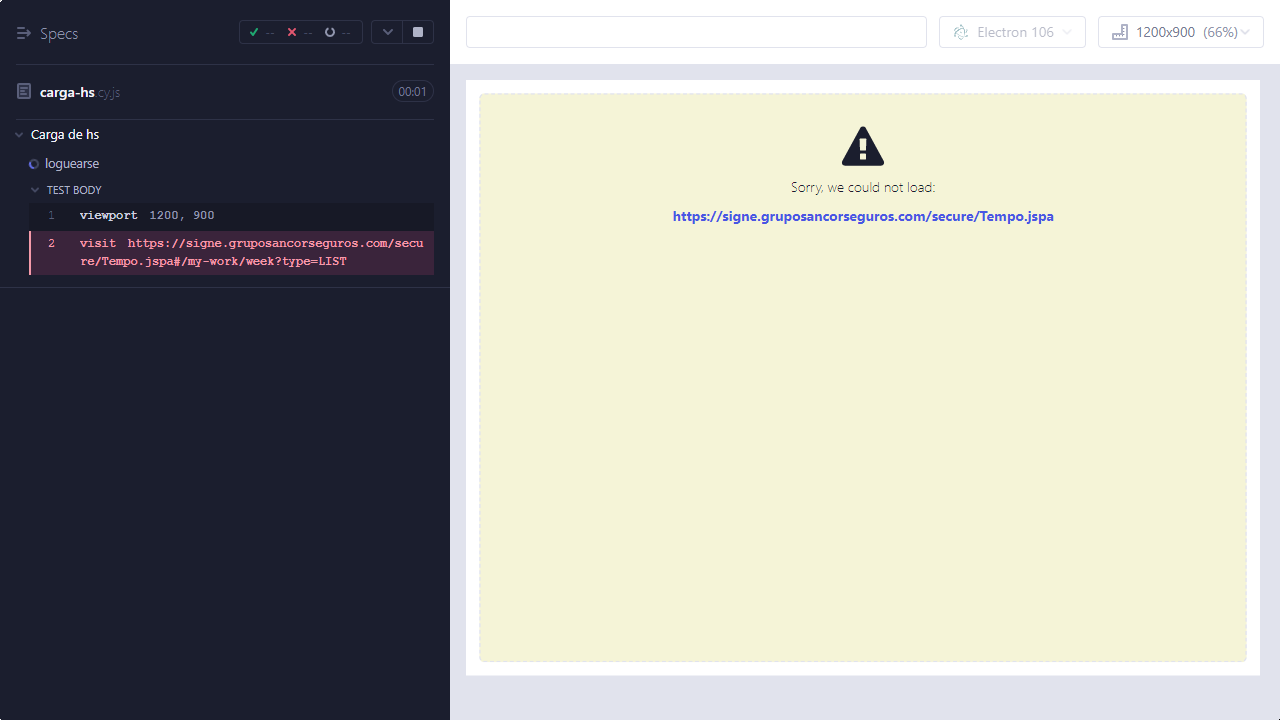 Specs
-- -- --
carga-hs cy.js
00:01
Carga de hs
loguearse
TEST BODY
1 viewport 1200, 900
2 visit https://signe.gruposancorseguros.com/secu
re/Tempo.jspa#/my-work/week?type=LIST
Electron 106
1200x900 (66%)
Sorry, we could not load:
https://signe.gruposancorseguros.com/secure/Tempo.jspa